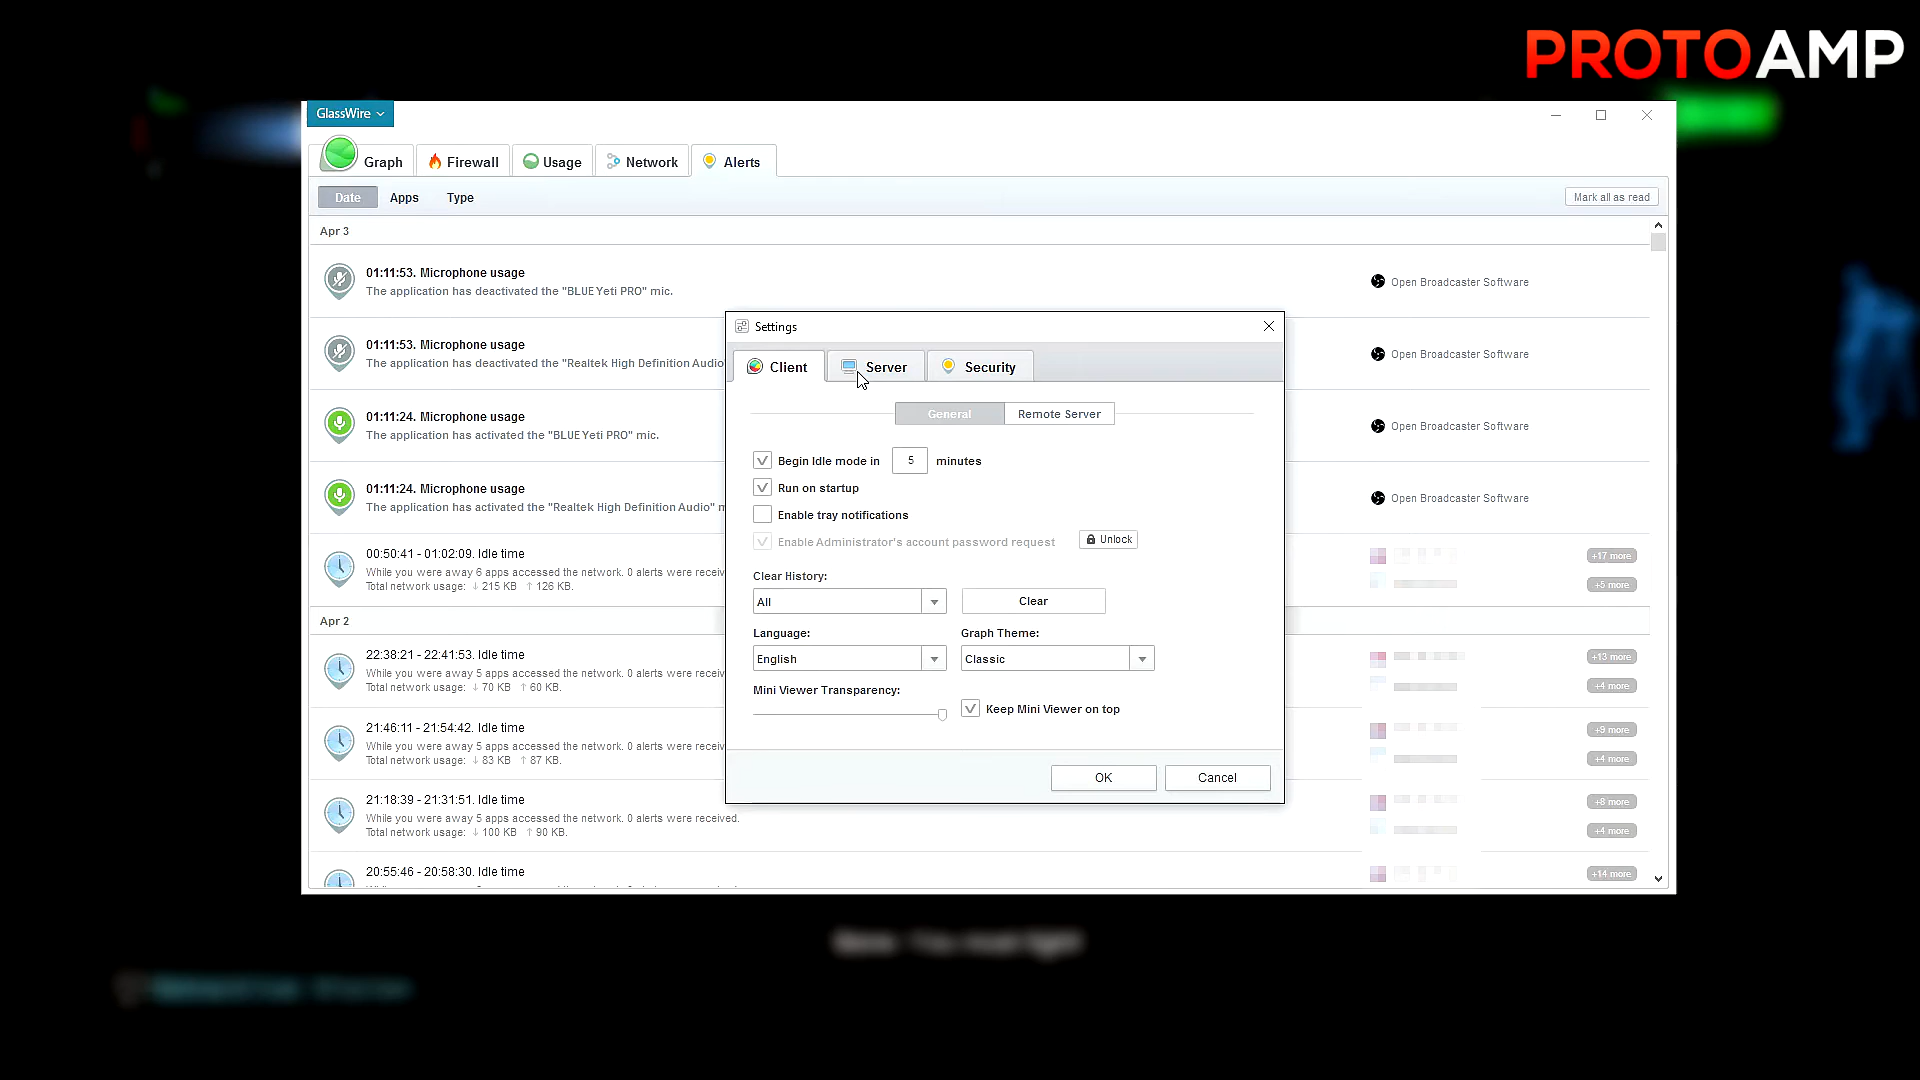 PROTOAMP
GlassWire
Graph
Firewall
Usage
Network
Alerts
Date
Apps
Type
Mark all as read
Apr 3
01:11:53. Microphone usage
The application has deactivated the "BLUE Yeti PRO" mic.
Open Broadcaster Software
01:11:53. Microphone usage
The application has deactivated the "Realtek High Definition Audio"
Open Broadcaster Software
01:11:24. Microphone usage
The application has activated the "BLUE Yeti PRO" mic.
Open Broadcaster Software
01:11:24. Microphone usage
The application has activated the "Realtek High Definition Audio"
Open Broadcaster Software
00:50:41 - 01:02:09. Idle time
While you were away 6 apps accessed the network. 0 alerts were
Total network usage: ↓ 215 KB ↑ 126 KB.
+17 more
+5 more
Apr 2
22:38:21 - 22:41:53. Idle time
While you were away 5 apps accessed the network. 0 alerts were
Total network usage: ↓ 70 KB ↑ 60 KB.
+13 more
+4 more
21:46:11 - 21:54:42. Idle time
While you were away 5 apps accessed the network. 0 alerts were
Total network usage: ↓ 83 KB ↑ 87 KB.
+9 more
+4 more
21:18:39 - 21:31:51. Idle time
While you were away 5 apps accessed the network. 0 alerts were received.
Total network usage: ↓ 100 KB ↑ 90 KB.
+8 more
+4 more
20:55:46 - 20:58:30. Idle time
+14 more
Settings
Client
Server
Security
General
Remote Server
Begin Idle mode in 5 minutes
Run on startup
Enable tray notifications
Enable Administrator's account password request
Unlock
Clear History:
All
Clear
Language:
Graph Theme:
English
Classic
Mini Viewer Transparency:
Keep Mini Viewer on top
OK
Cancel